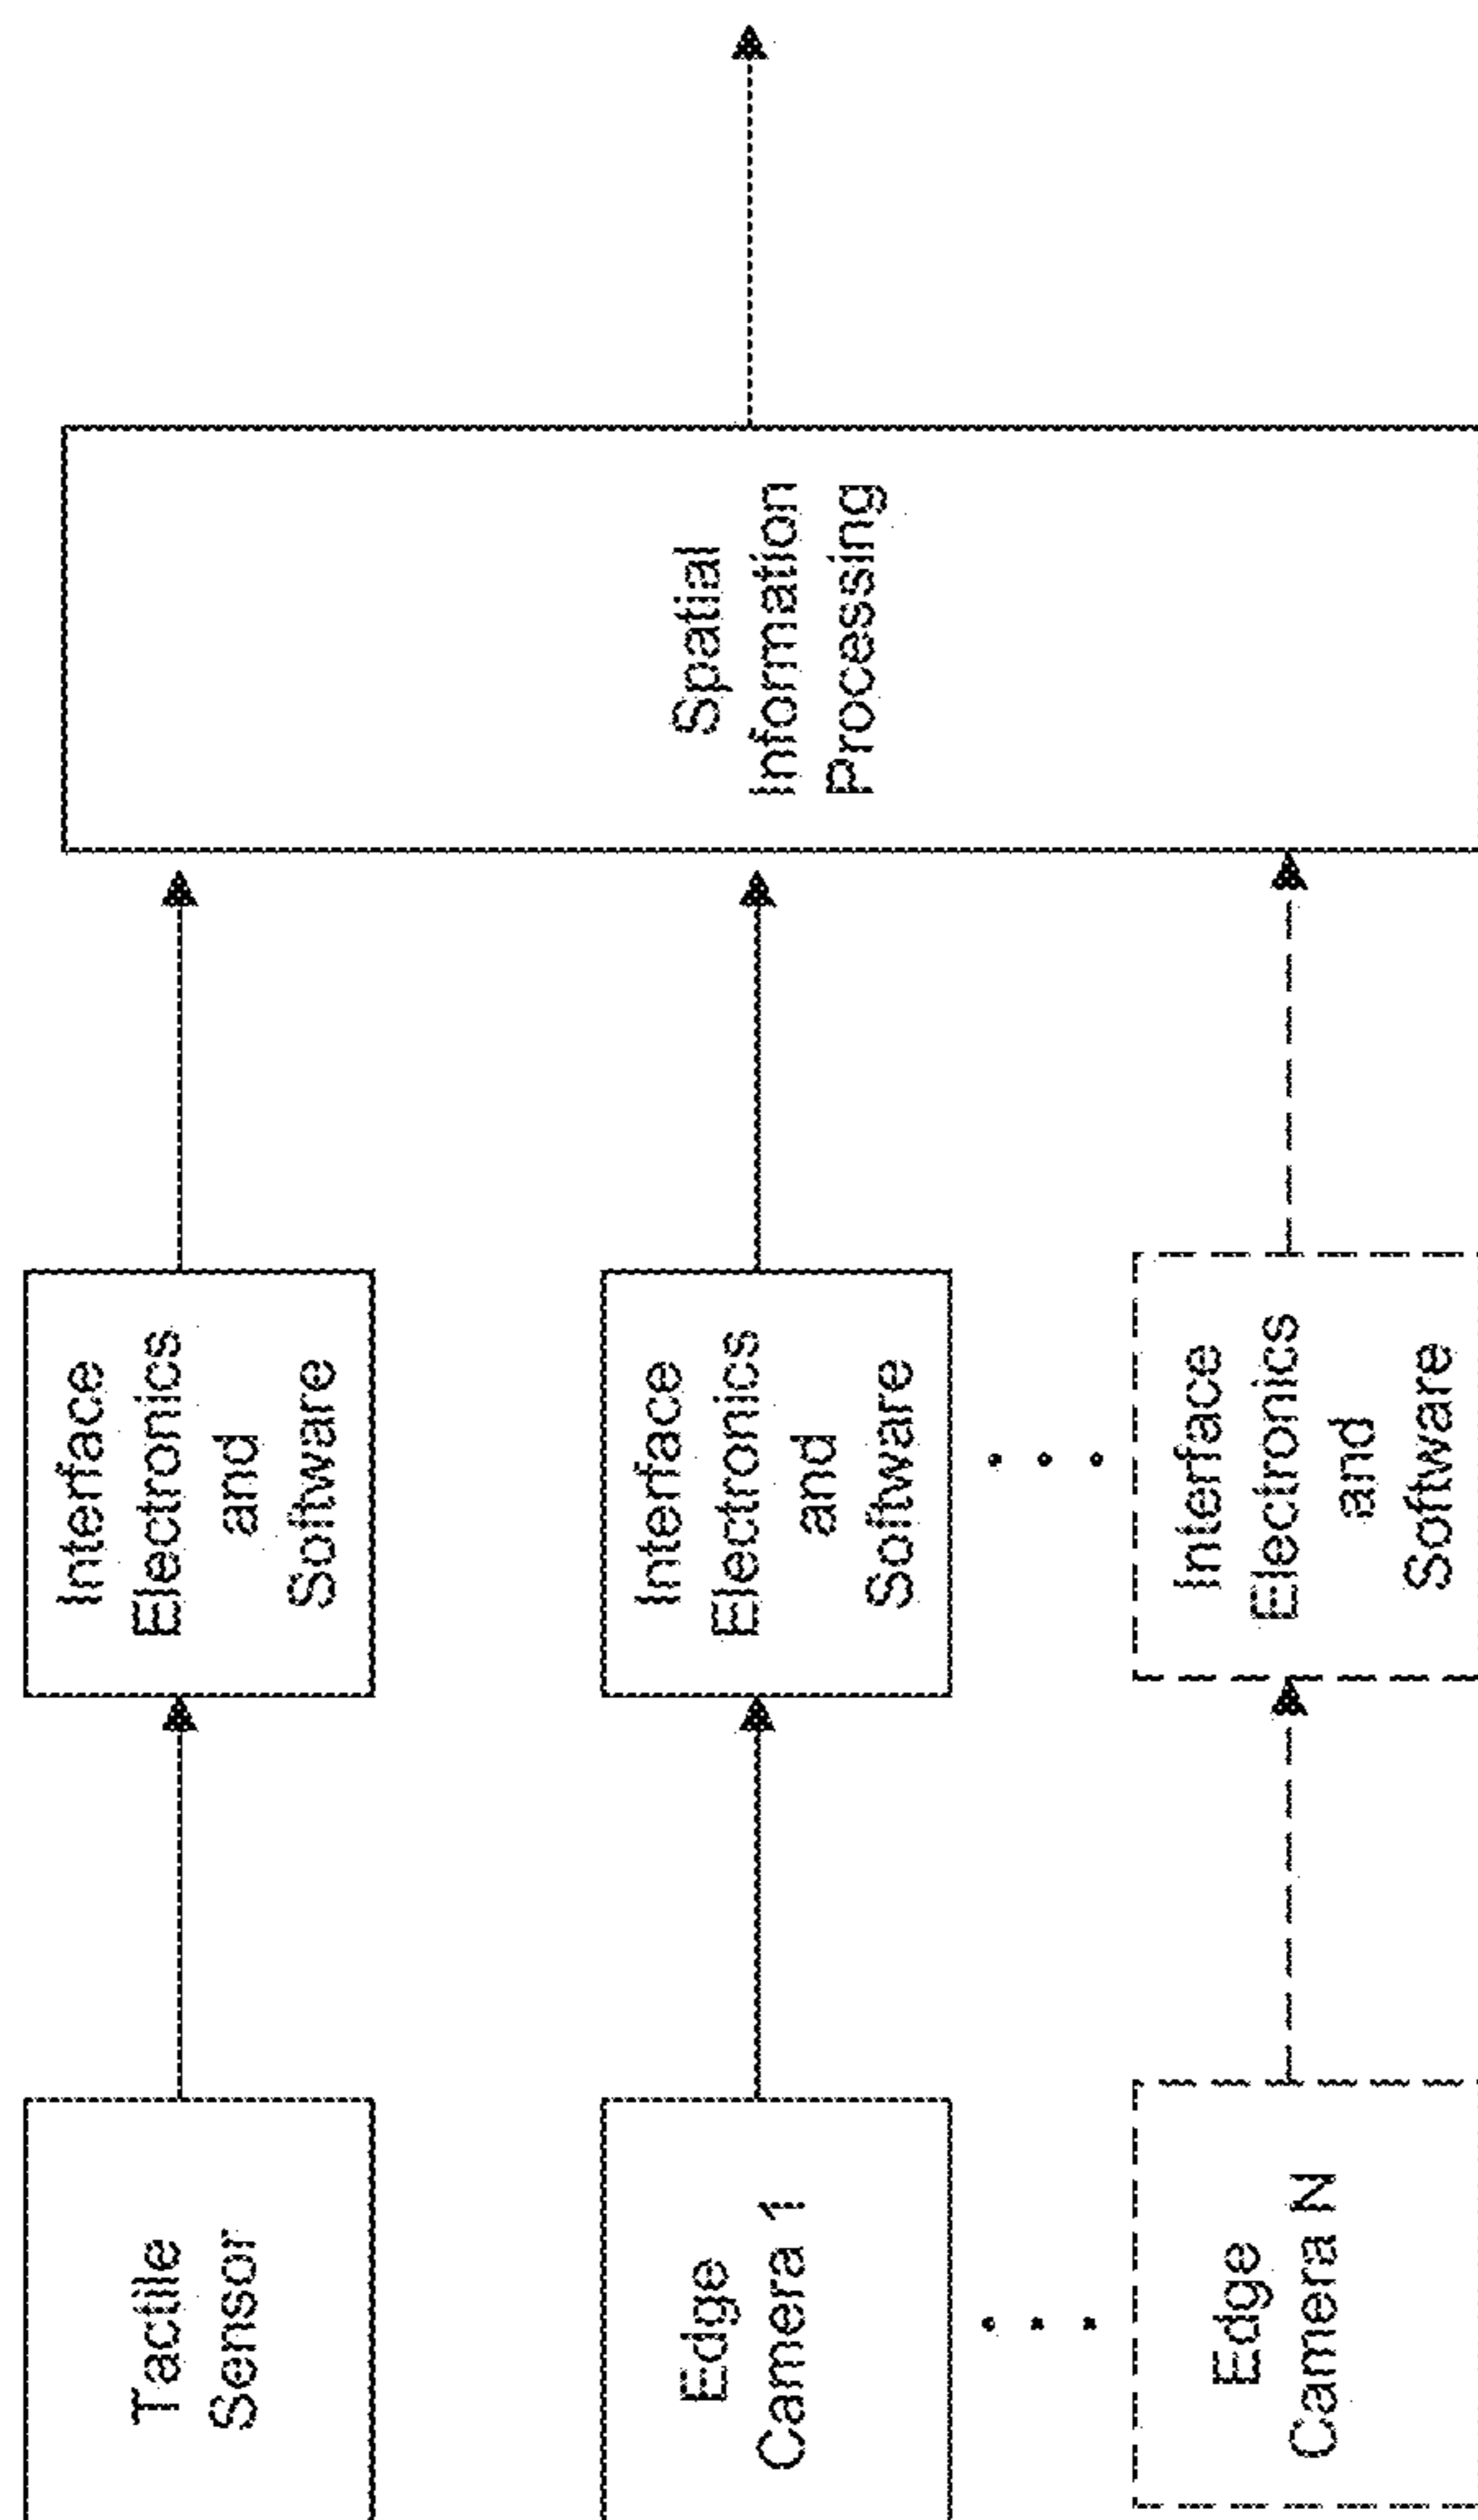 Tactile
Sensor
Interface
Electronics
and
Software
Edge
Camera 1
Interface
Electronics
and
Software
Edge
Camera N
Interface
Electronics
and
Software
Spatial
Information
Processing